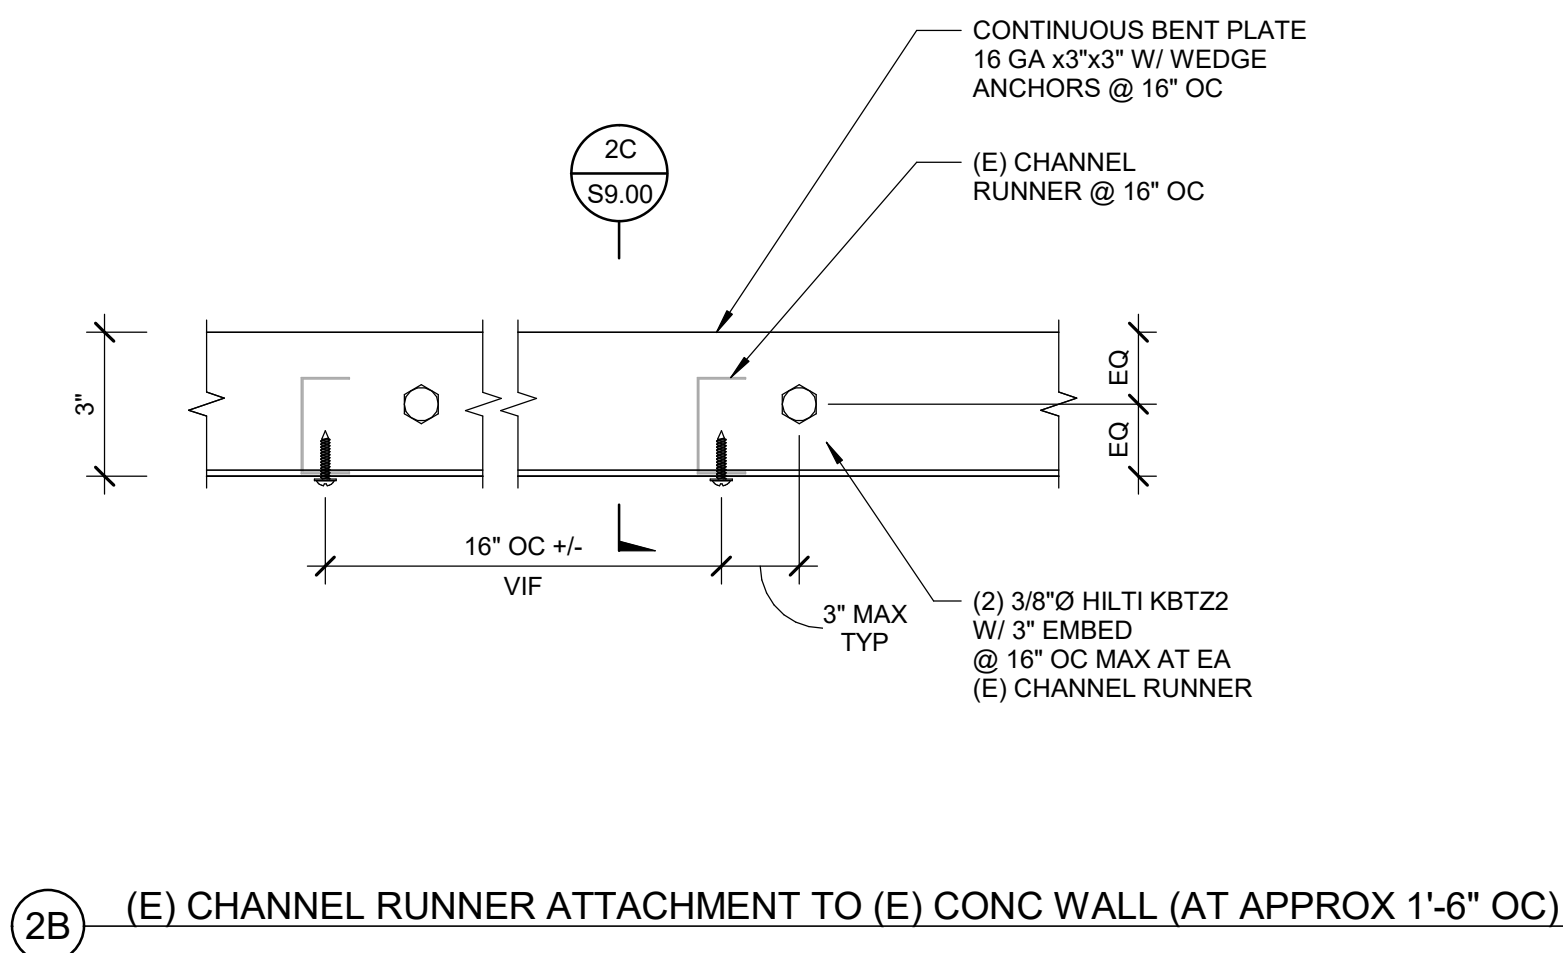 CONTINUOUS BENT PLATE
16 GA x3"x3" W/ WEDGE
ANCHORS @ 16" OC
2C
S9.00
(E) CHANNEL
RUNNER @ 16" OC
3"
EQ
EQ
16" OC +/-
VIF
3" MAX
TYP
(2) 3/8"Ø HILTI KBTZ2
W/ 3" EMBED
@ 16" OC MAX AT EA
(E) CHANNEL RUNNER
2B
(E) CHANNEL RUNNER ATTACHMENT TO (E) CONC WALL (AT APPROX 1'-6" OC)